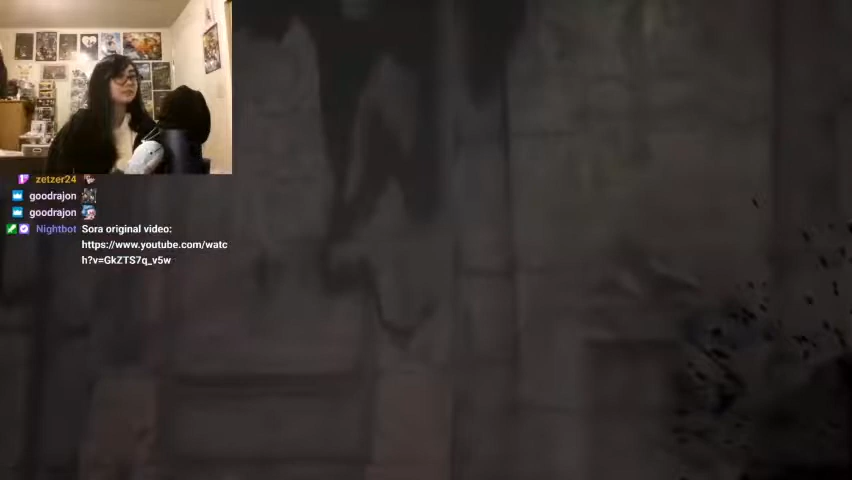 zetzer24
goodrajon
goodrajon
Nightbot Sora original video:
https://www.youtube.com/watc
h?v=GkZTS7q_v5w